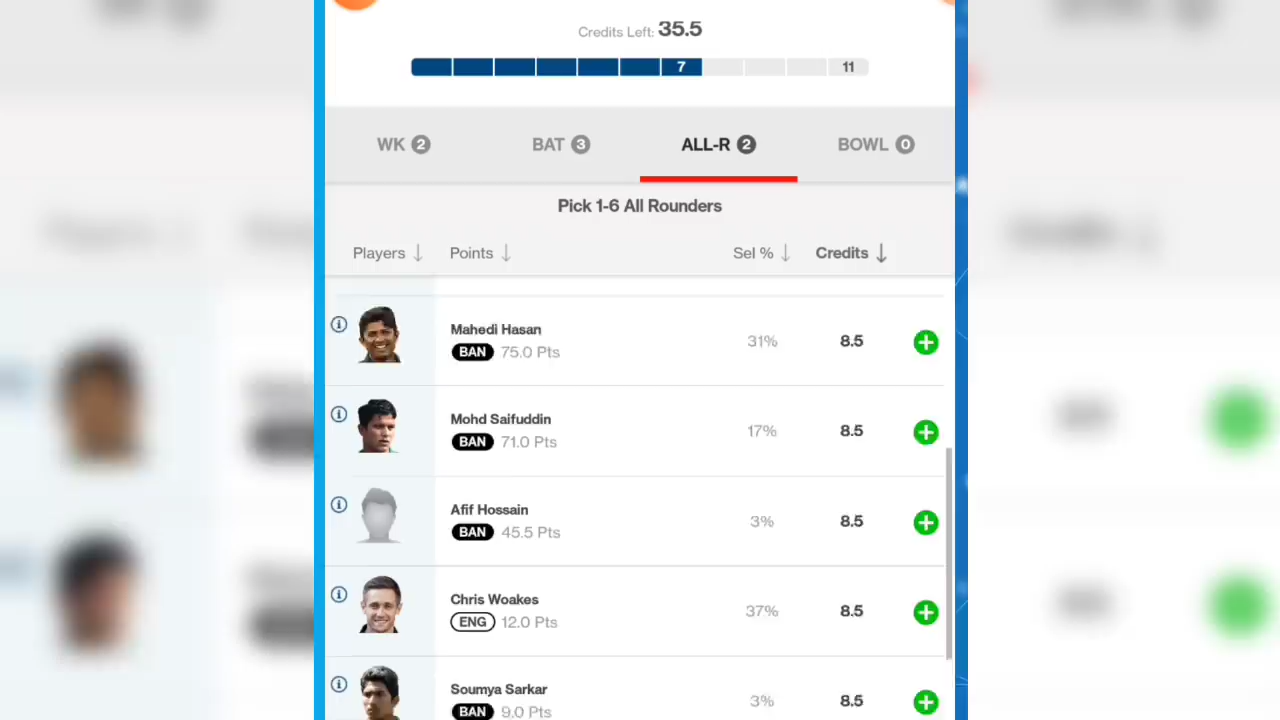 Credits Left: 35.5
7 11
WK 2 BAT 3 ALL-R 2 BOWL 0
Pick 1-6 All Rounders
Players ↓ Points ↓ Sel % ↓ Credits ↓
Mahedi Hasan
BAN 75.0 Pts 31% 8.5
Mohd Saifuddin
BAN 71.0 Pts 17% 8.5
Afif Hossain
BAN 45.5 Pts 3% 8.5
Chris Woakes
ENG 12.0 Pts 37% 8.5
Soumya Sarkar
BAN 9.0 Pts 3% 8.5